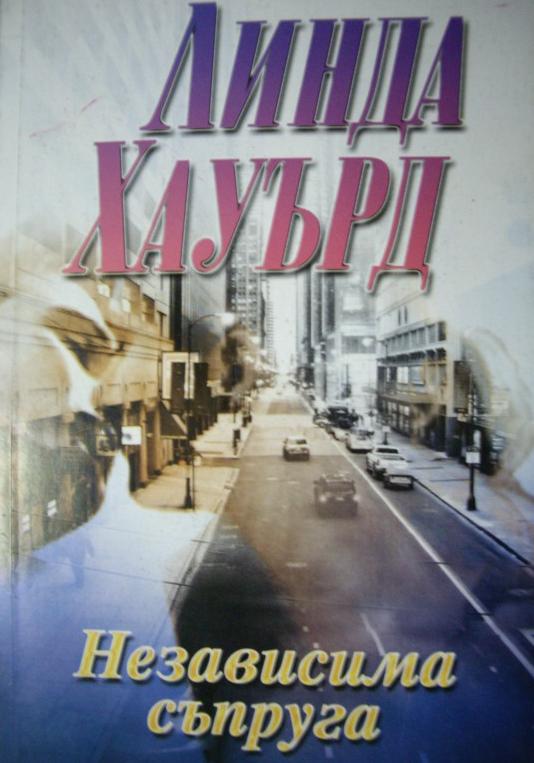 Линда
Хауърд
Независима
съпруга